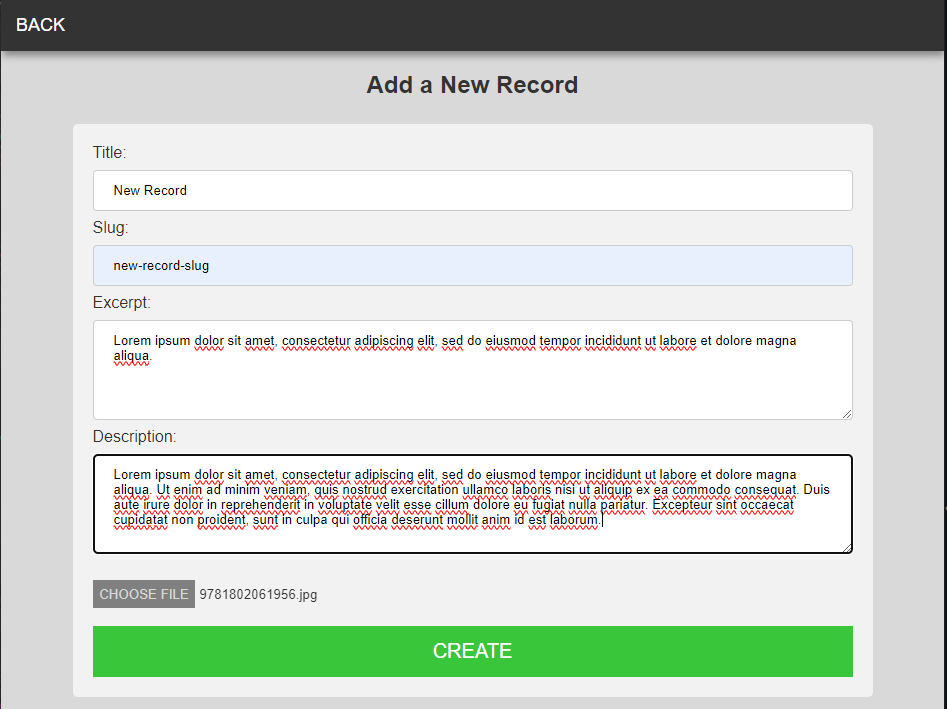 BACK
Add a New Record
Title:
New Record
Slug:
new-record-slug
Excerpt:
Lorem ipsum dolor sit amet, consectetur adipiscing elit, sed do eiusmod tempor incididunt ut labore et dolore magna
aliqua.
Description:
Lorem ipsum dolor sit amet, consectetur adipiscing elit, sed do eiusmod tempor incididunt ut labore et dolore magna
aliqua. Ut enim ad minim veniam, quis nostrud exercitation ullamco laboris nisi ut aliquip ex ea commodo consequat. Duis
aute irure dolor in reprehenderit in voluptate velit esse cillum dolore eu fugiat nulla pariatur. Excepteur sint occaecat
cupidatat non proident, sunt in culpa qui officia deserunt mollit anim id est laborum.
CHOOSE FILE 9781802061956.jpg
CREATE